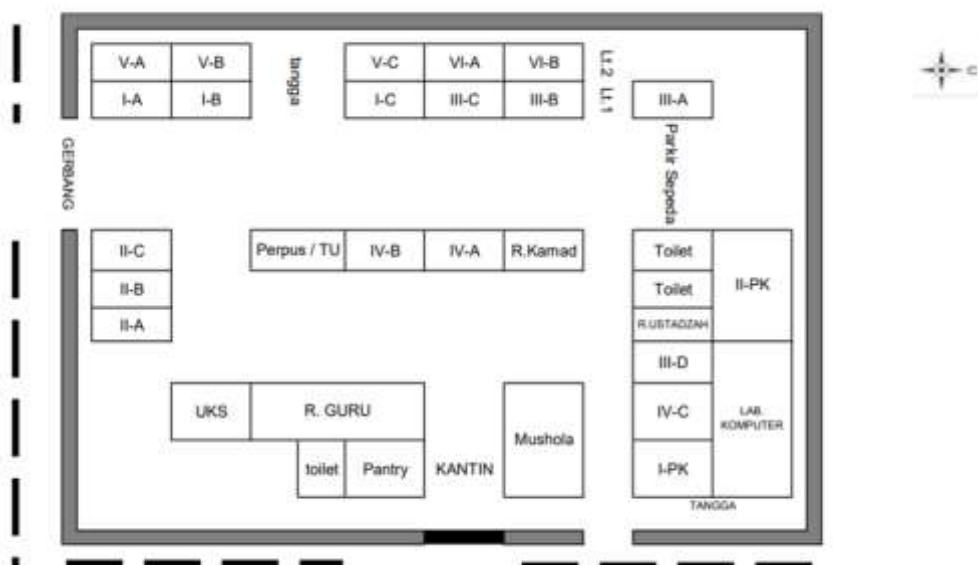 V-A V-B tangga V-C VI-A VI-B Lt.2
I-A I-B I-C III-C III-B Lt.1 III-A
GERBANG
Parkir Sepeda
II-C Perpus / TU IV-B IV-A R.Kamad Toilet II-PK
II-B Toilet
II-A R.USTADZAH
III-D
UKS R. GURU Mushola IV-C LAB.
KOMPUTER
toilet Pantry KANTIN I-PK
TANGGA